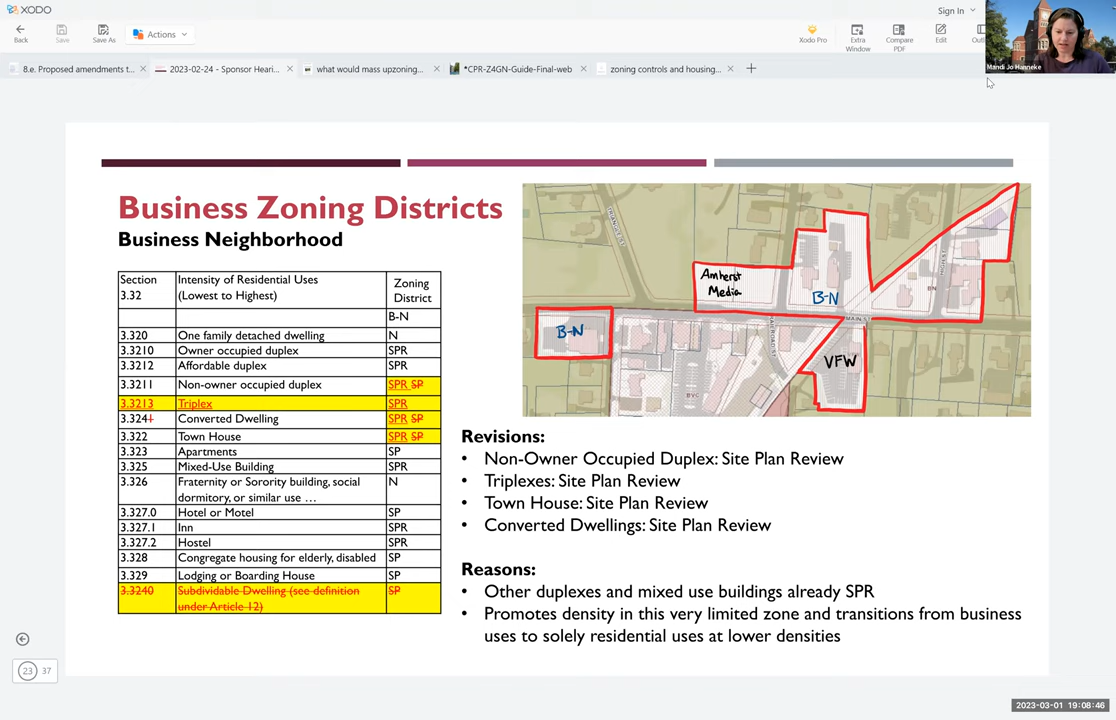 XODO
Sign In
Back
Save
Save As
Actions
Xodo Pro
Extra Window
Compare PDF
Edit
Mandi Jo Hanneke
8.e. Proposed amendments t...
2023-02-24 - Sponsor Heari...
what would mass upzoning...
*CPR-Z4GN-Guide-Final-web
zoning controls and housing...
Business Zoning Districts
Business Neighborhood
Section 3.32 Intensity of Residential Uses (Lowest to Highest) Zoning District
B-N
3.320 One family detached dwelling N
3.3210 Owner occupied duplex SPR
3.3212 Affordable duplex SPR
3.3211 Non-owner occupied duplex SPR SP
3.3213 Triplex SPR
3.3241 Converted Dwelling SPR SP
3.322 Town House SPR SP
3.323 Apartments SP
3.325 Mixed-Use Building SPR
3.326 Fraternity or Sorority building, social N
dormitory, or similar use ...
3.327.0 Hotel or Motel SP
3.327.1 Inn SPR
3.327.2 Hostel SPR
3.328 Congregate housing for elderly, disabled SP
3.329 Lodging or Boarding House SP
3.3240 Subdividable Dwelling (see definition SP
under Article 12)
TRIANGLE ST
Amherst
Media
B-N
B-N
BN
HIGH ST
MAIN ST
RAILROAD ST
VFW
BVC
Revisions:
• Non-Owner Occupied Duplex: Site Plan Review
• Triplexes: Site Plan Review
• Town House: Site Plan Review
• Converted Dwellings: Site Plan Review
Reasons:
• Other duplexes and mixed use buildings already SPR
• Promotes density in this very limited zone and transitions from business
uses to solely residential uses at lower densities
23 37
2023-03-01 19:08:46